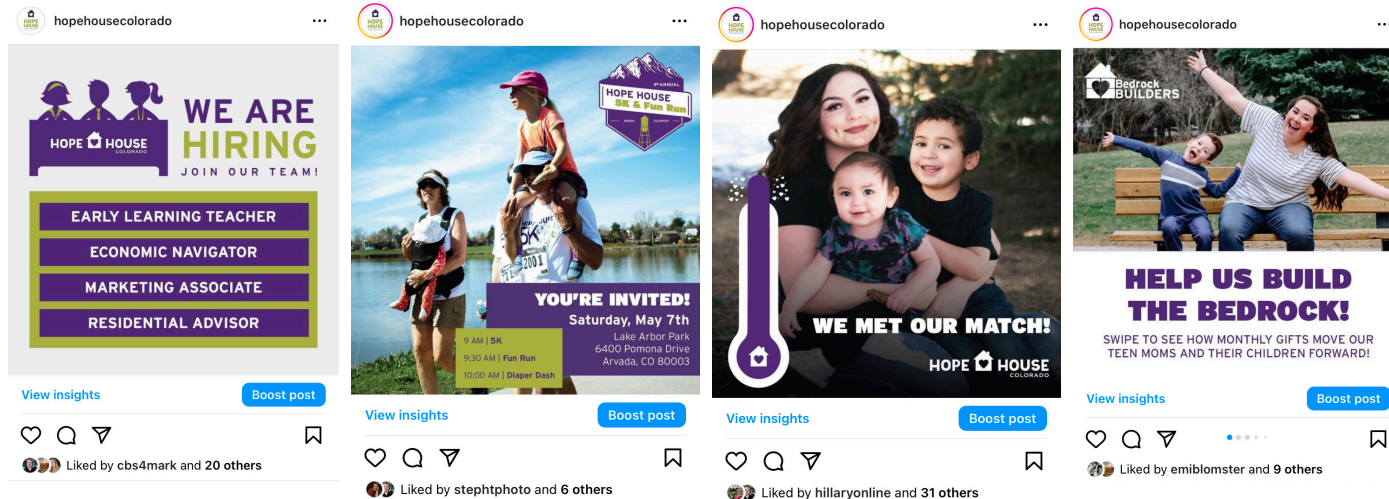 hopehousecolorado
WE ARE
HIRING
JOIN OUR TEAM!
HOPE HOUSE
COLORADO
EARLY LEARNING TEACHER
ECONOMIC NAVIGATOR
MARKETING ASSOCIATE
RESIDENTIAL ADVISOR
View insights
Boost post
Liked by cbs4mark and 20 others
hopehousecolorado
9TH ANNUAL
HOPE HOUSE
5K & Fun Run
ARVADA COLORADO
5K
2001
YOU'RE INVITED!
Saturday, May 7th
Lake Arbor Park
6400 Pomona Drive
Arvada, CO 80003
9 AM | 5K
9:30 AM | Fun Run
10:00 AM | Diaper Dash
View insights
Boost post
Liked by stephtphoto and 6 others
hopehousecolorado
WE MET OUR MATCH!
HOPE HOUSE
COLORADO
View insights
Boost post
Liked by hillaryonline and 31 others
hopehousecolorado
Bedrock
BUILDERS
HELP US BUILD
THE BEDROCK!
SWIPE TO SEE HOW MONTHLY GIFTS MOVE OUR
TEEN MOMS AND THEIR CHILDREN FORWARD!
View insights
Boost post
Liked by emiblomster and 9 others